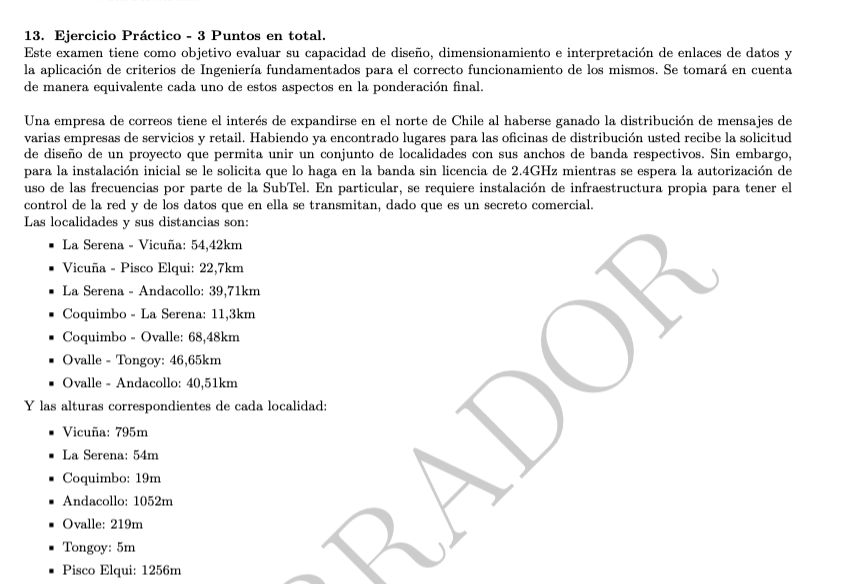 13. Ejercicio Práctico - 3 Puntos en total.
Este examen tiene como objetivo evaluar su capacidad de diseño, dimensionamiento e interpretación de enlaces de datos y
la aplicación de criterios de Ingeniería fundamentados para el correcto funcionamiento de los mismos. Se tomará en cuenta
de manera equivalente cada uno de estos aspectos en la ponderación final.
Una empresa de correos tiene el interés de expandirse en el norte de Chile al haberse ganado la distribución de mensajes de
varias empresas de servicios y retail. Habiendo ya encontrado lugares para las oficinas de distribución usted recibe la solicitud
de diseño de un proyecto que permita unir un conjunto de localidades con sus anchos de banda respectivos. Sin embargo,
para la instalación inicial se le solicita que lo haga en la banda sin licencia de 2.4GHz mientras se espera la autorización de
uso de las frecuencias por parte de la SubTel. En particular, se requiere instalación de infraestructura propia para tener el
control de la red y de los datos que en ella se transmitan, dado que es un secreto comercial.
Las localidades y sus distancias son:
▪ La Serena - Vicuña: 54,42km
▪ Vicuña - Pisco Elqui: 22,7km
▪ La Serena - Andacollo: 39,71km
▪ Coquimbo - La Serena: 11,3km
▪ Coquimbo - Ovalle: 68,48km
▪ Ovalle - Tongoy: 46,65km
▪ Ovalle - Andacollo: 40,51km
Y las alturas correspondientes de cada localidad:
▪ Vicuña: 795m
▪ La Serena: 54m
▪ Coquimbo: 19m
▪ Andacollo: 1052m
▪ Ovalle: 219m
▪ Tongoy: 5m
▪ Pisco Elqui: 1256m
RRADOR